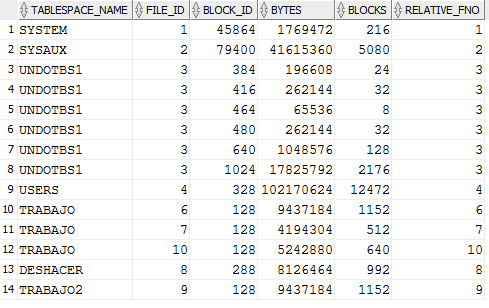 TABLESPACE_NAME FILE_ID BLOCK_ID BYTES BLOCKS RELATIVE_FNO
1 SYSTEM 1 45864 1769472 216 1
2 SYSAUX 2 79400 41615360 5080 2
3 UNDOTBS1 3 384 196608 24 3
4 UNDOTBS1 3 416 262144 32 3
5 UNDOTBS1 3 464 65536 8 3
6 UNDOTBS1 3 480 262144 32 3
7 UNDOTBS1 3 640 1048576 128 3
8 UNDOTBS1 3 1024 17825792 2176 3
9 USERS 4 328 102170624 12472 4
10 TRABAJO 6 128 9437184 1152 6
11 TRABAJO 7 128 4194304 512 7
12 TRABAJO 10 128 5242880 640 10
13 DESHACER 8 288 8126464 992 8
14 TRABAJO2 9 128 9437184 1152 9